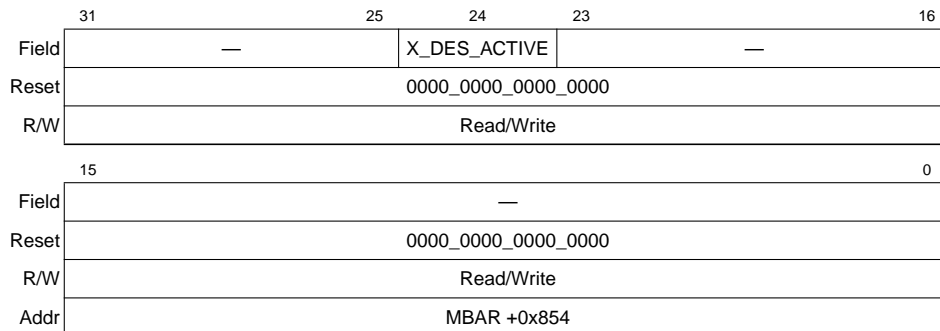 31 25 24 23 16
Field — X_DES_ACTIVE —
Reset 0000_0000_0000_0000
R/W Read/Write
15 0
Field —
Reset 0000_0000_0000_0000
R/W Read/Write
Addr MBAR +0x854